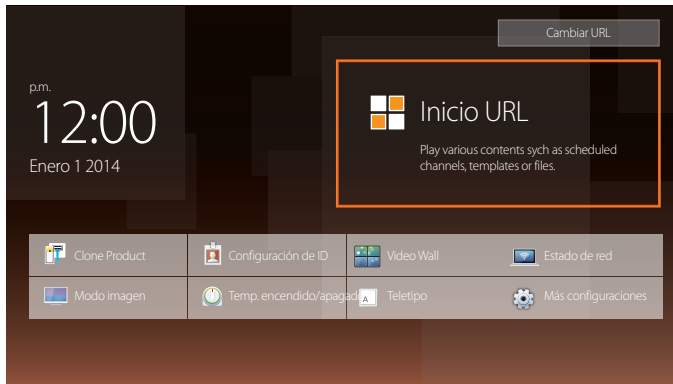 Cambiar URL
p.m.
12:00
Enero 1 2014
Inicio URL
Play various contents sych as scheduled
channels, templates or files.
Clone Product
Configuración de ID
Video Wall
Estado de red
Modo imagen
Temp. encendido/apagado
A
Teletipo
Más configuraciones